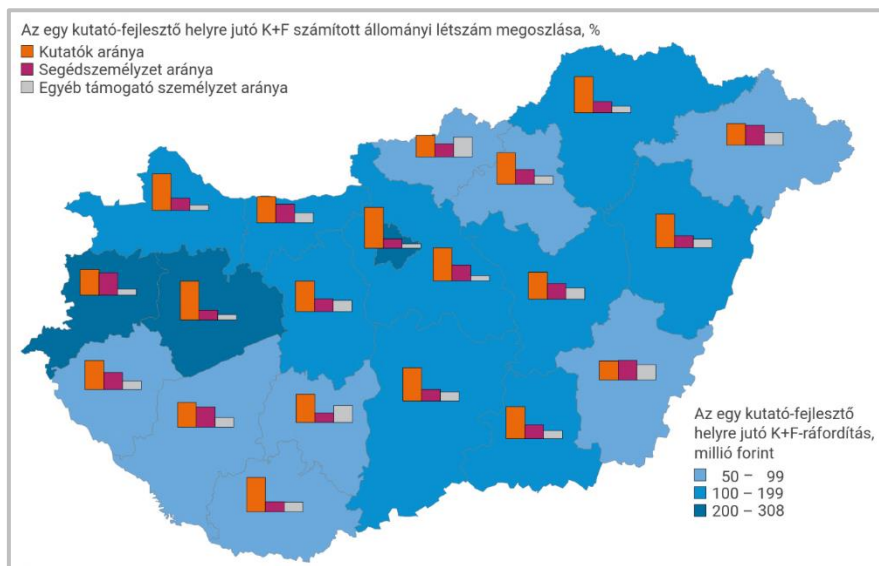 Az egy kutató-fejlesztő helyre jutó K+F számított állományi létszám megoszlása, %
Kutatók aránya
Segédszemélyzet aránya
Egyéb támogató személyzet aránya
Az egy kutató-fejlesztő
helyre jutó K+F-ráfordítás,
millió forint
50 – 99
100 – 199
200 – 308